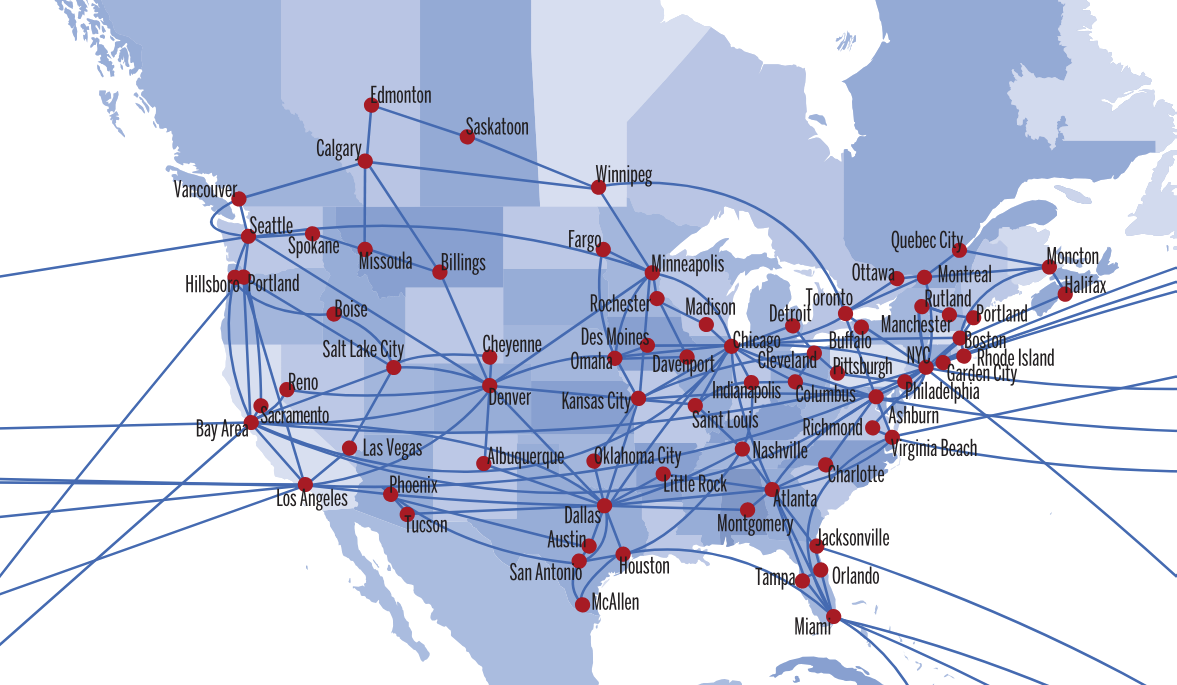 Edmonton
Saskatoon
Calgary
Winnipeg
Vancouver
Seattle
Spokane
Missoula
Billings
Fargo
Minneapolis
Quebec City
Moncton
Ottawa
Montreal
Halifax
Hillsboro
Portland
Boise
Rochester
Madison
Detroit
Toronto
Rutland
Manchester
Portland
Salt Lake City
Cheyenne
Des Moines
Omaha
Davenport
Chicago
Cleveland
Buffalo
Boston
NYC
Rhode Island
Garden City
Pittsburgh
Reno
Sacramento
Bay Area
Denver
Kansas City
Indianapolis
Columbus
Philadelphia
Saint Louis
Ashburn
Richmond
Virginia Beach
Las Vegas
Albuquerque
Oklahoma City
Nashville
Little Rock
Charlotte
Los Angeles
Phoenix
Tucson
Dallas
Atlanta
Montgomery
Austin
San Antonio
Houston
Jacksonville
Tampa
Orlando
McAllen
Miami